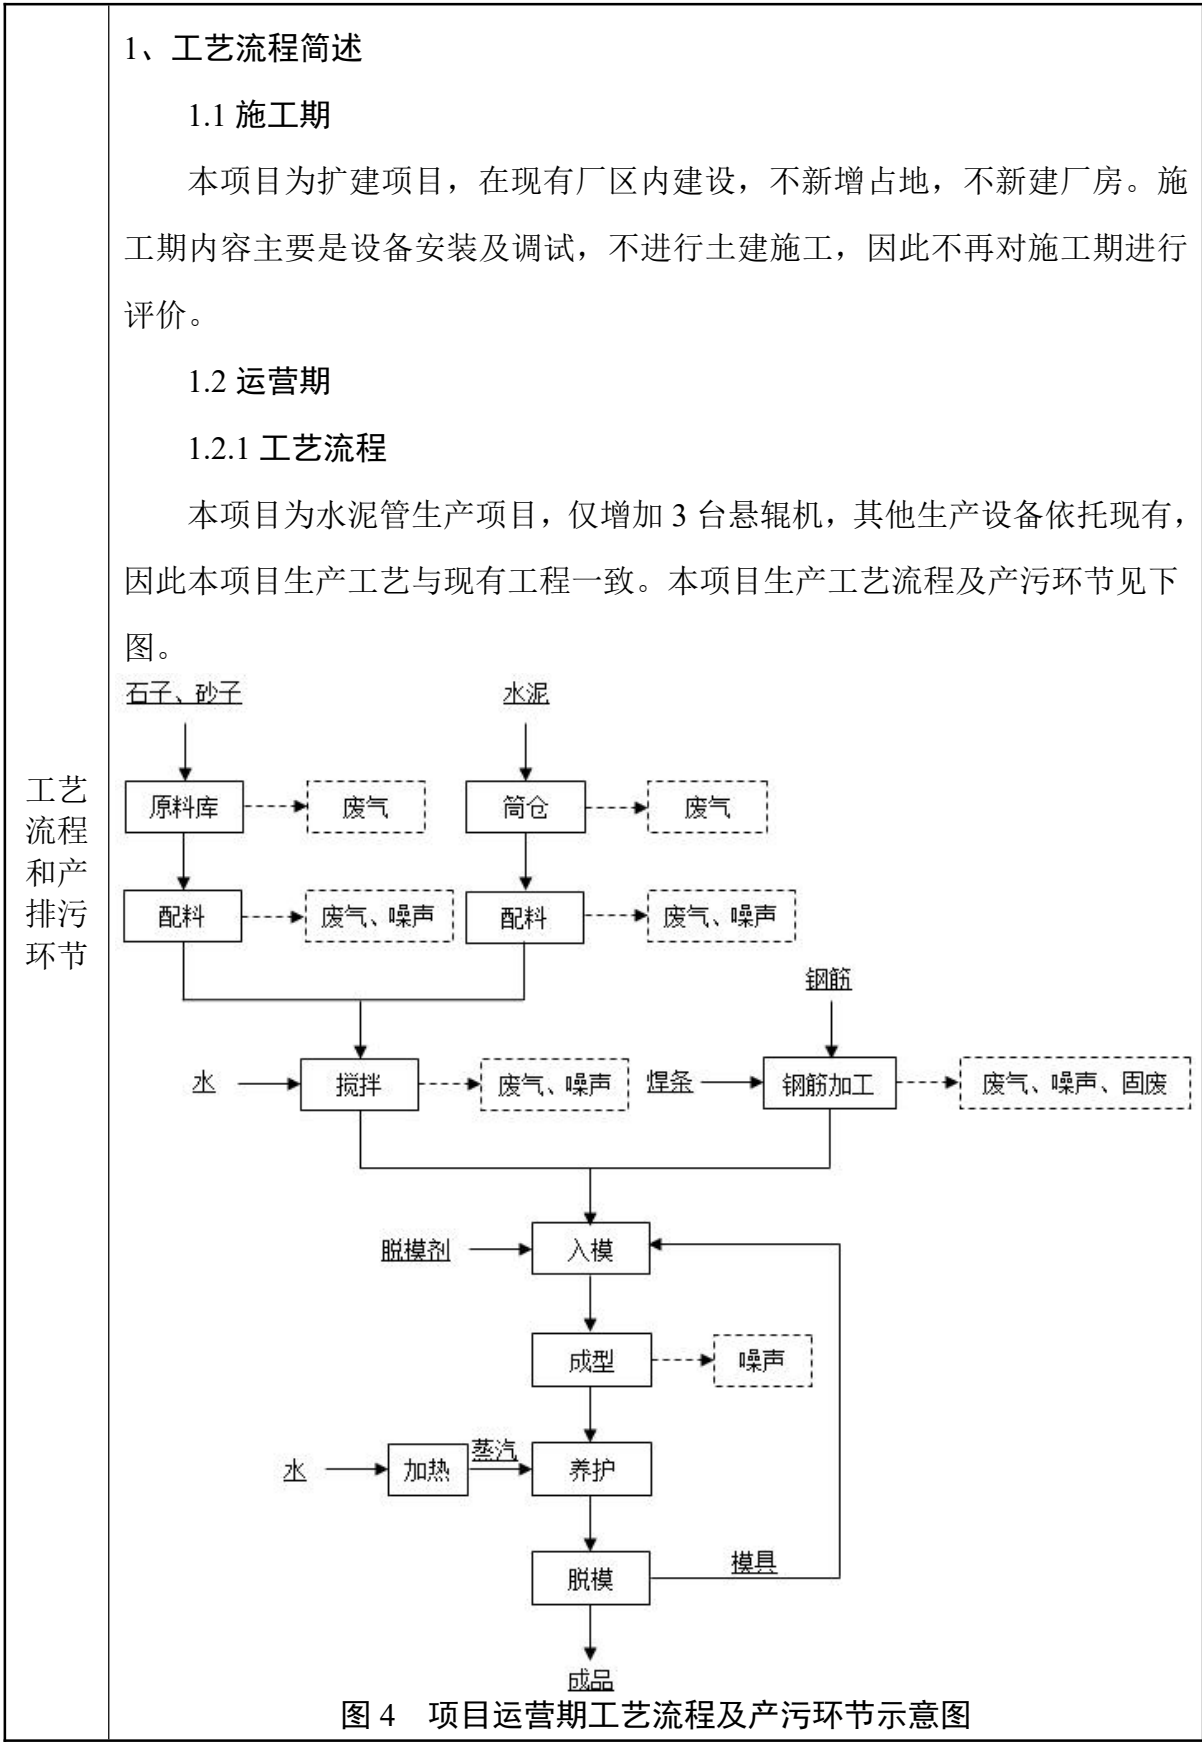 工艺
流程
和产
排污
环节
1、工艺流程简述
1.1 施工期
本项目为扩建项目，在现有厂区内建设，不新增占地，不新建厂房。施
工期内容主要是设备安装及调试，不进行土建施工，因此不再对施工期进行
评价。
1.2 运营期
1.2.1 工艺流程
本项目为水泥管生产项目，仅增加 3 台悬辊机，其他生产设备依托现有，
因此本项目生产工艺与现有工程一致。本项目生产工艺流程及产污环节见下
图。
石子、砂子
水泥
原料库
废气
筒仓
废气
配料
废气、噪声
配料
废气、噪声
钢筋
水
搅拌
废气、噪声
焊条
钢筋加工
废气、噪声、固废
脱模剂
入模
成型
噪声
水
加热
蒸汽
养护
脱模
模具
成品
图 4 项目运营期工艺流程及产污环节示意图